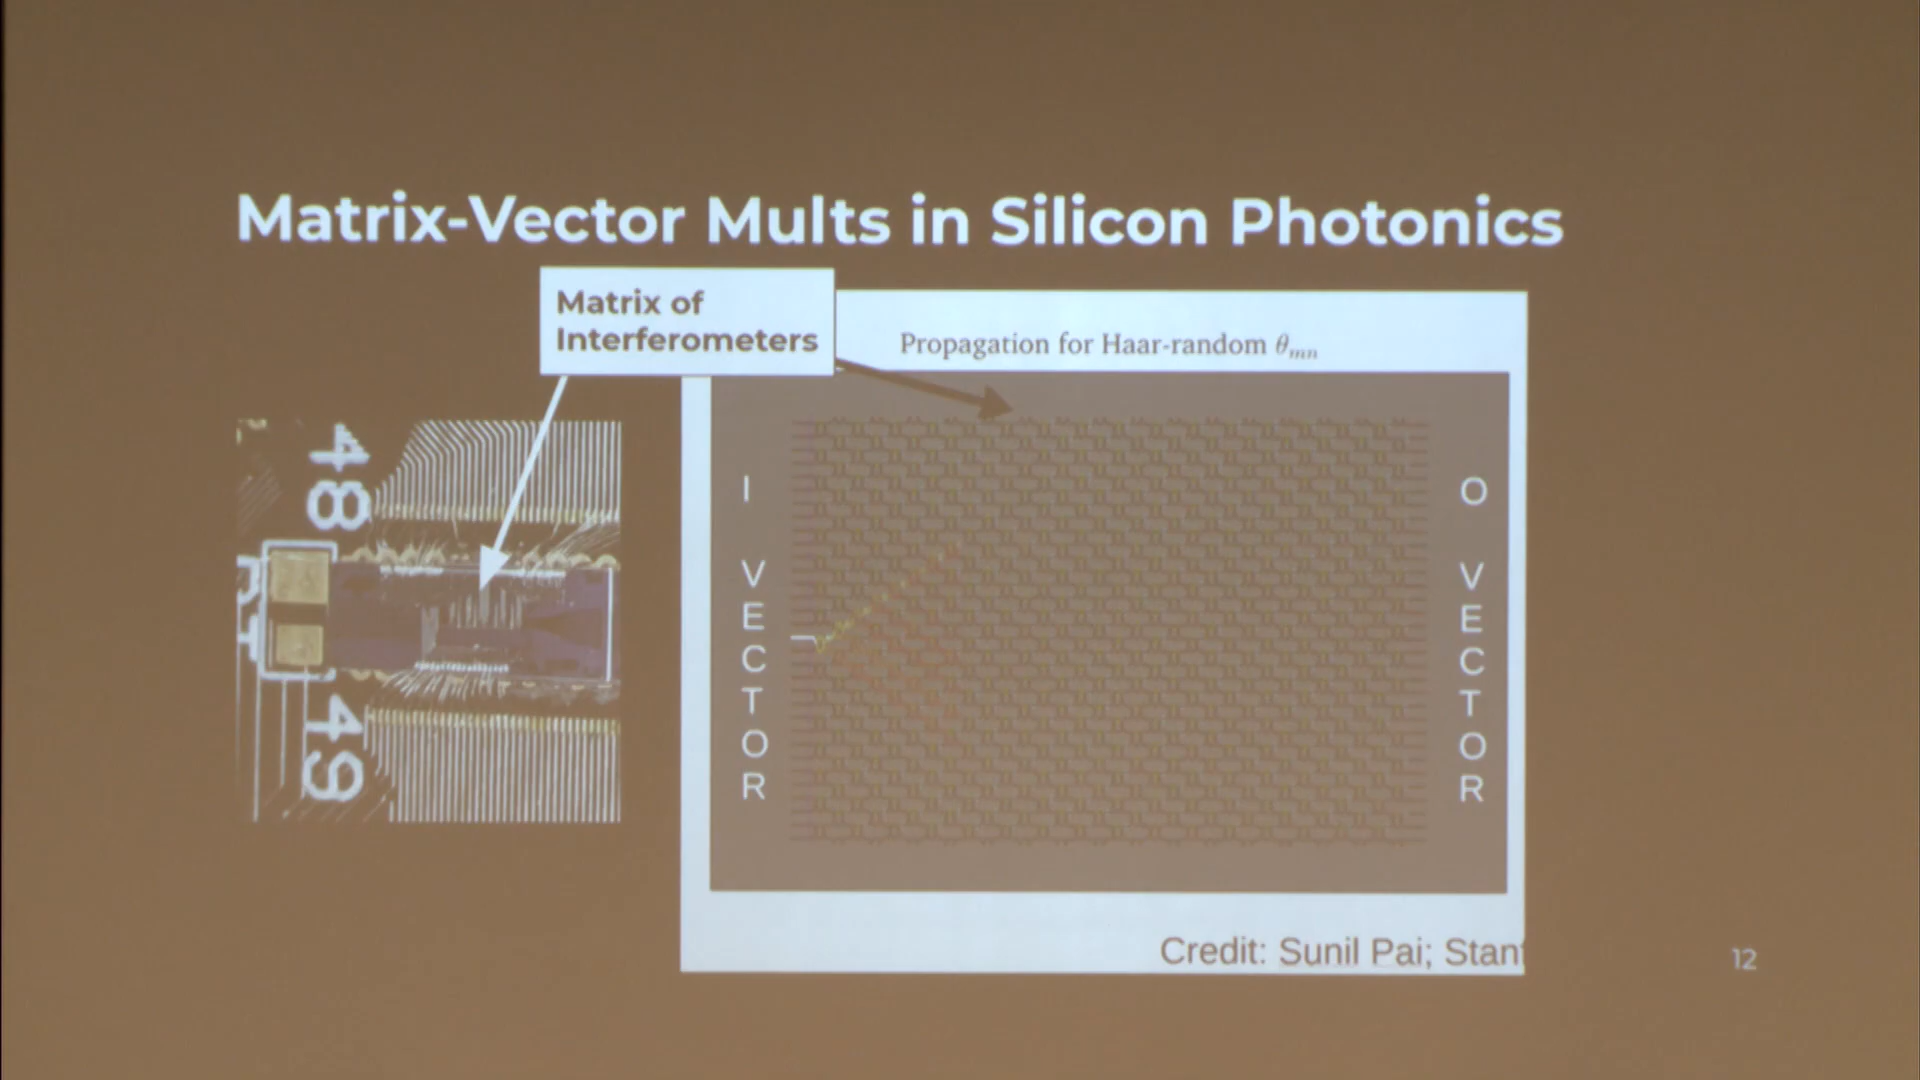 Matrix-Vector Mults in Silicon Photonics
Matrix of
Interferometers
Propagation for Haar-random θmn
48
49
I
VECTOR
O
VECTOR
Credit: Sunil Pai; Stanf
12